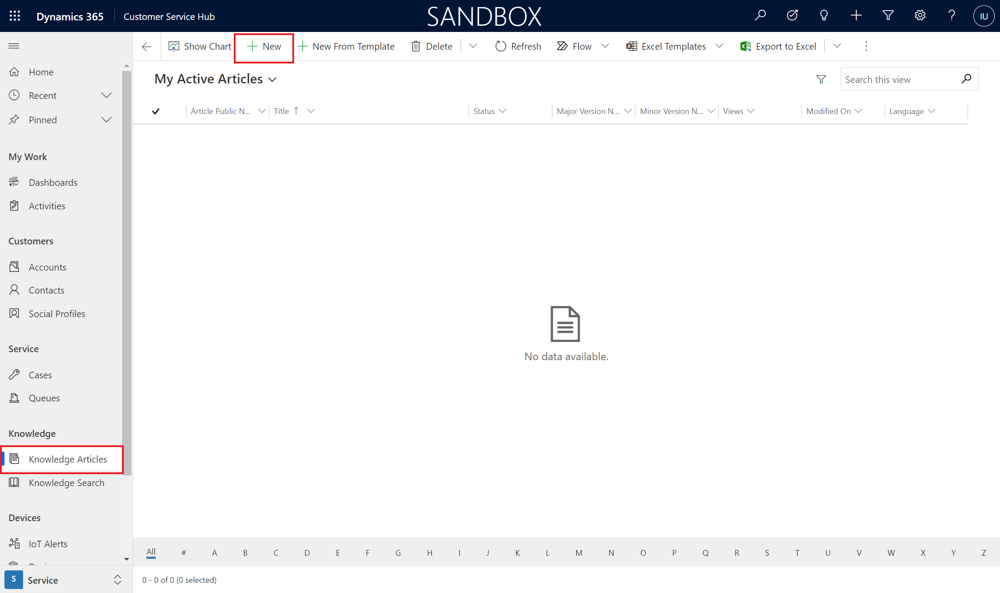 Dynamics 365 Customer Service Hub SANDBOX ? IU
Show Chart New New From Template Delete Refresh Flow Excel Templates Export to Excel
Home
Recent
Pinned
My Work
Dashboards
Activities
Customers
Accounts
Contacts
Social Profiles
Service
Cases
Queues
Knowledge
Knowledge Articles
Knowledge Search
Devices
IoT Alerts
S Service
My Active Articles Search this view
Article Public N... Title Status Major Version N... Minor Version N... Views Modified On Language
No data available.
All # A B C D E F G H I J K L M N O P Q R S T U V W X Y Z
0 - 0 of 0 (0 selected)